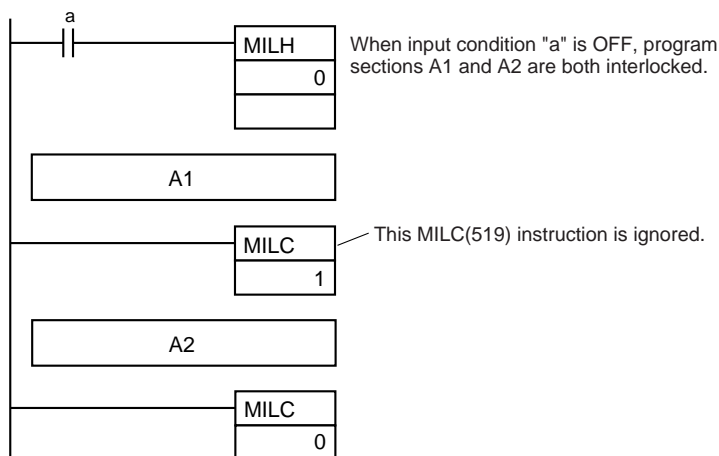 a
MILH
0
When input condition "a" is OFF, program
sections A1 and A2 are both interlocked.
A1
MILC
1
This MILC(519) instruction is ignored.
A2
MILC
0